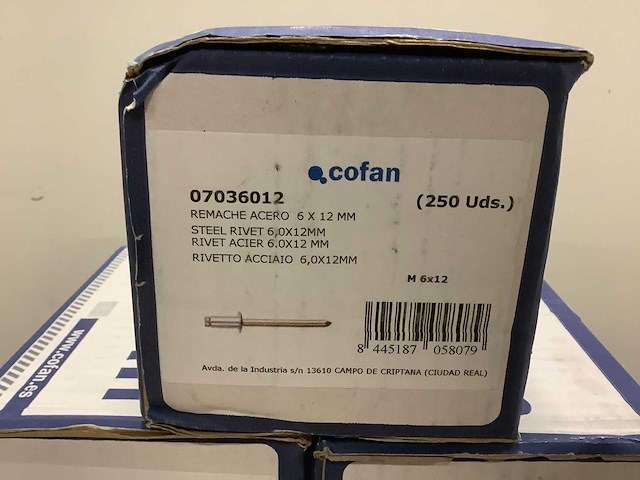 cofan
07036012 (250 Uds.)
REMACHE ACERO 6 X 12 MM
STEEL RIVET 6,0X12MM
RIVET ACIER 6.0X12 MM
RIVETTO ACCIAIO 6,0X12MM
M 6x12
8 445187 058079
Avda. de la Industria s/n 13610 CAMPO DE CRIPTANA (CIUDAD REAL)
www.cofan.es